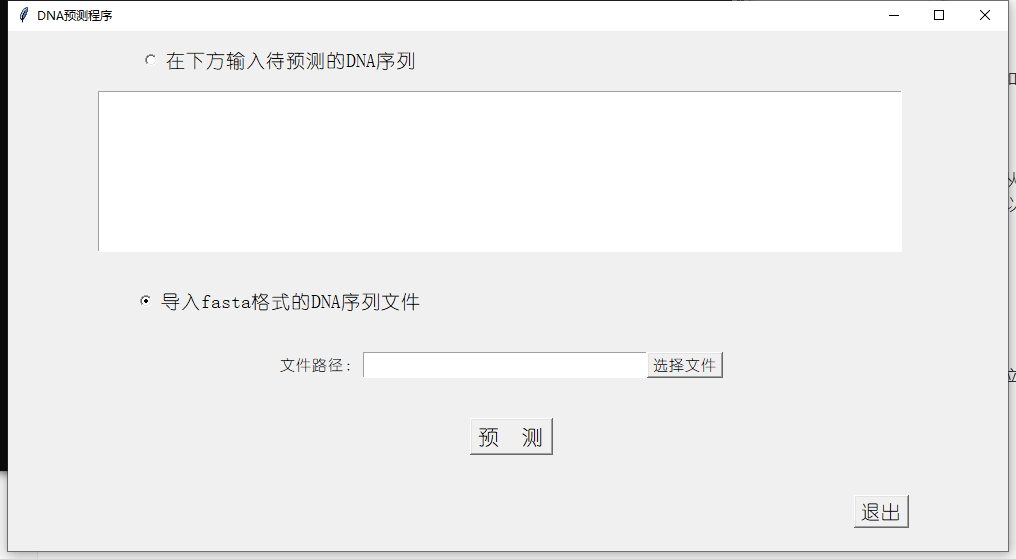 DNA预测程序
在下方输入待预测的DNA序列
导入fasta格式的DNA序列文件
文件路径: 选择文件
预 测
退出